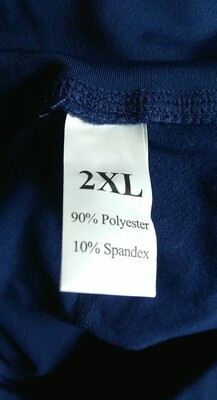 2XL
90% Polyester
10% Spandex